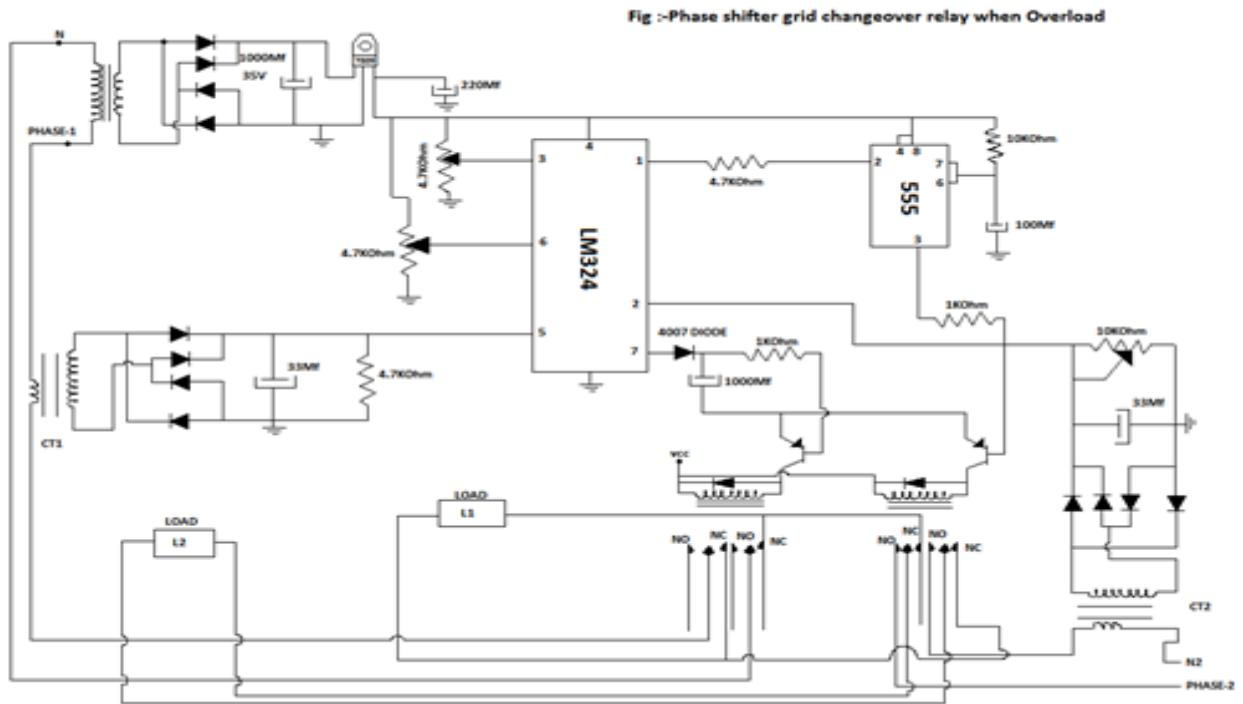 Fig :-Phase shifter grid changeover relay when Overload
N
1000Mf
35V
220Mf
PHASE-1
4.7KOhm
3
4
1
4.7KOhm
2
4 8
7
6
10KOhm
555
100Mf
3
4.7KOhm
6
LM324
2
1KOhm
10KOhm
5
7
4007 DIODE
1KOhm
33Mf
4.7KOhm
1000Mf
33Mf
CT1
VCC
LOAD
L1
LOAD
L2
NO
NC
NO
NC
NO
NC
NO
NC
CT2
N2
PHASE-2